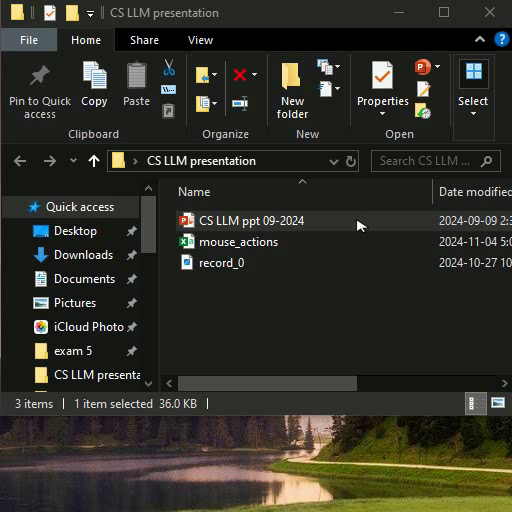 CS LLM presentation
File Home Share View
Pin to Quick access
Copy
Paste
New folder
Properties
Select
Clipboard Organize New Open
CS LLM presentation
Search CS LLM ...
Name Date modified
Quick access
Desktop
Downloads
Documents
Pictures
iCloud Photo
exam 5
CS LLM presenta
CS LLM ppt 09-2024 2024-09-09 2:3
mouse_actions 2024-11-04 5:0
record_0 2024-10-27 10
3 items 1 item selected 36.0 KB